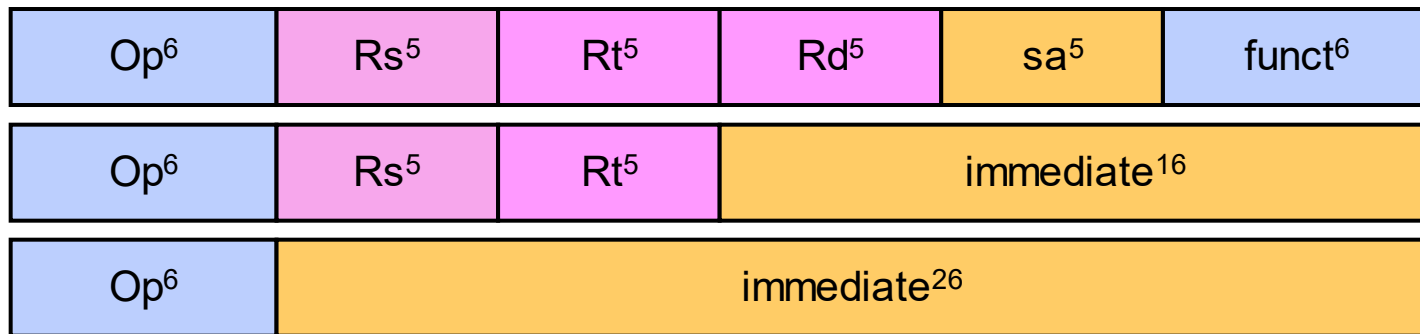 Op⁶ Rs⁵ Rt⁵ Rd⁵ sa⁵ funct⁶
Op⁶ Rs⁵ Rt⁵ immediate¹⁶
Op⁶ immediate²⁶